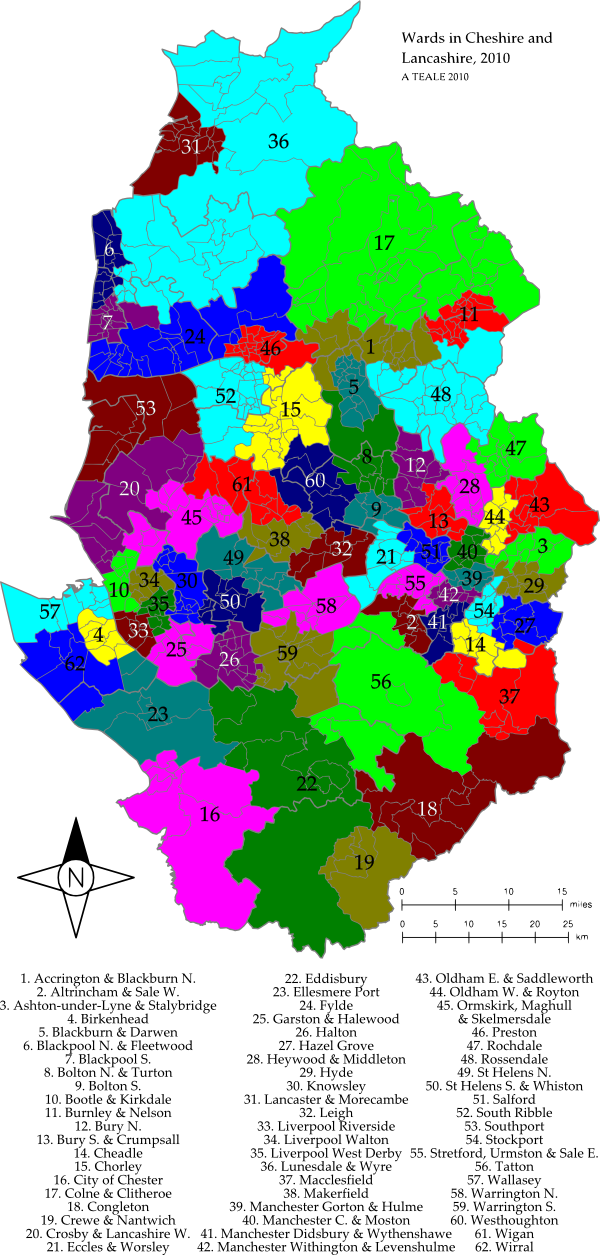 Wards in Cheshire and
Lancashire, 2010
A TEALE 2010
36
31
17
6
7
24
11
46
1
5
48
52
15
53
47
8
12
60
28
20
61
43
45
44
9
13
38
3
32
49
21
51
40
34
30
10
39
29
55
35
50
42
58
57
54
2
41
27
33
4
14
25
26
59
62
56
37
23
22
18
16
19
N
0 5 10 15
miles
0 5 10 15 20 25
km
1. Accrington & Blackburn N.
2. Altrincham & Sale W.
3. Ashton-under-Lyne & Stalybridge
4. Birkenhead
5. Blackburn & Darwen
6. Blackpool N. & Fleetwood
7. Blackpool S.
8. Bolton N. & Turton
9. Bolton S.
10. Bootle & Kirkdale
11. Burnley & Nelson
12. Bury N.
13. Bury S. & Crumpsall
14. Cheadle
15. Chorley
16. City of Chester
17. Colne & Clitheroe
18. Congleton
19. Crewe & Nantwich
20. Crosby & Lancashire W.
21. Eccles & Worsley
22. Eddisbury
23. Ellesmere Port
24. Fylde
25. Garston & Halewood
26. Halton
27. Hazel Grove
28. Heywood & Middleton
29. Hyde
30. Knowsley
31. Lancaster & Morecambe
32. Leigh
33. Liverpool Riverside
34. Liverpool Walton
35. Liverpool West Derby
36. Lunesdale & Wyre
37. Macclesfield
38. Makerfield
39. Manchester Gorton & Hulme
40. Manchester C. & Moston
41. Manchester Didsbury & Wythenshawe
42. Manchester Withington & Levenshulme
43. Oldham E. & Saddleworth
44. Oldham W. & Royton
45. Ormskirk, Maghull
& Skelmersdale
46. Preston
47. Rochdale
48. Rossendale
49. St Helens N.
50. St Helens S. & Whiston
51. Salford
52. South Ribble
53. Southport
54. Stockport
55. Stretford, Urmston & Sale E.
56. Tatton
57. Wallasey
58. Warrington N.
59. Warrington S.
60. Westhoughton
61. Wigan
62. Wirral